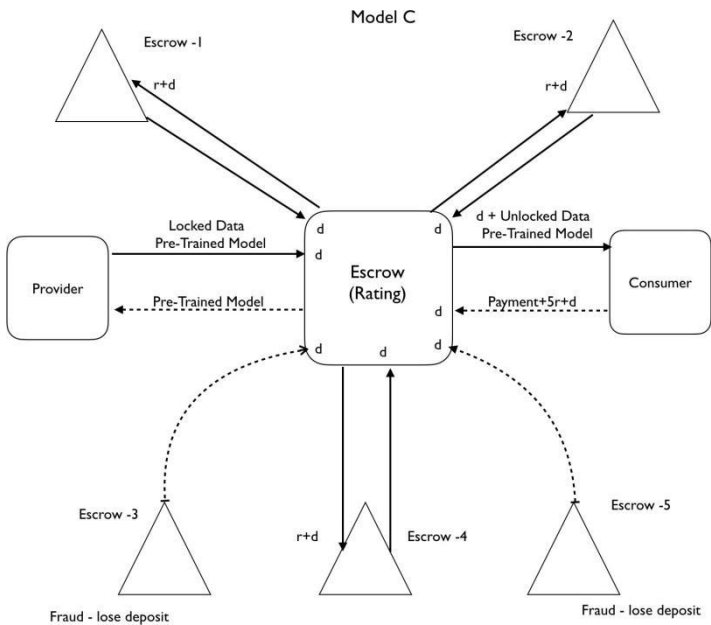 Model C
Escrow -1
Escrow -2
r+d
r+d
Locked Data
Pre-Trained Model
d
d
d + Unlocked Data
Pre-Trained Model
d
Provider
Escrow
(Rating)
Consumer
Pre-Trained Model
Payment+5r+d
d
d
d
d
Escrow -3
Escrow -5
r+d
Escrow -4
Fraud - lose deposit
Fraud - lose deposit